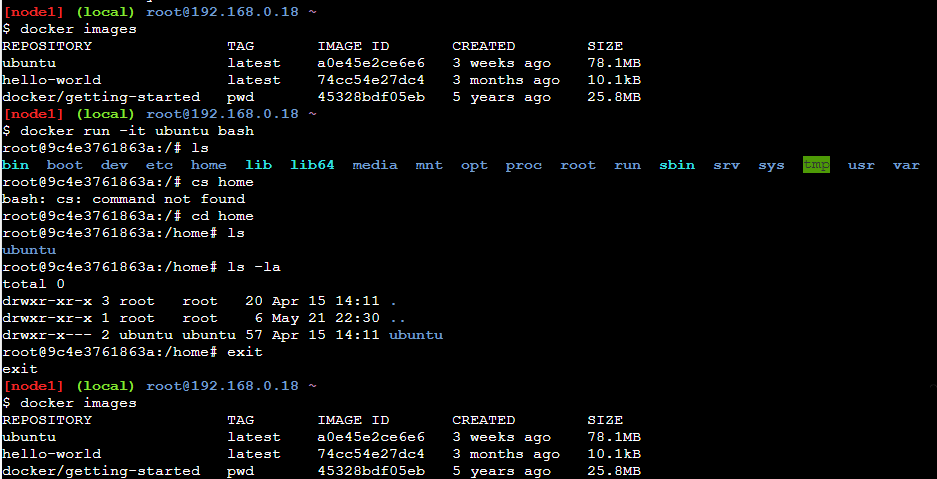 [node1] (local) root@192.168.0.18 ~
$ docker images
REPOSITORY TAG IMAGE ID CREATED SIZE
ubuntu latest a0e45e2ce6e6 3 weeks ago 78.1MB
hello-world latest 74cc54e27dc4 3 months ago 10.1kB
docker/getting-started pwd 45328bdf05eb 5 years ago 25.8MB
[node1] (local) root@192.168.0.18 ~
$ docker run -it ubuntu bash
root@9c4e3761863a:/# ls
bin boot dev etc home lib lib64 media mnt opt proc root run sbin srv sys tmp usr var
root@9c4e3761863a:/# cs home
bash: cs: command not found
root@9c4e3761863a:/# cd home
root@9c4e3761863a:/home# ls
ubuntu
root@9c4e3761863a:/home# ls -la
total 0
drwxr-xr-x 3 root root 20 Apr 15 14:11 .
drwxr-xr-x 1 root root 6 May 21 22:30 ..
drwxr-x--- 2 ubuntu ubuntu 57 Apr 15 14:11 ubuntu
root@9c4e3761863a:/home# exit
exit
[node1] (local) root@192.168.0.18 ~
$ docker images
REPOSITORY TAG IMAGE ID CREATED SIZE
ubuntu latest a0e45e2ce6e6 3 weeks ago 78.1MB
hello-world latest 74cc54e27dc4 3 months ago 10.1kB
docker/getting-started pwd 45328bdf05eb 5 years ago 25.8MB